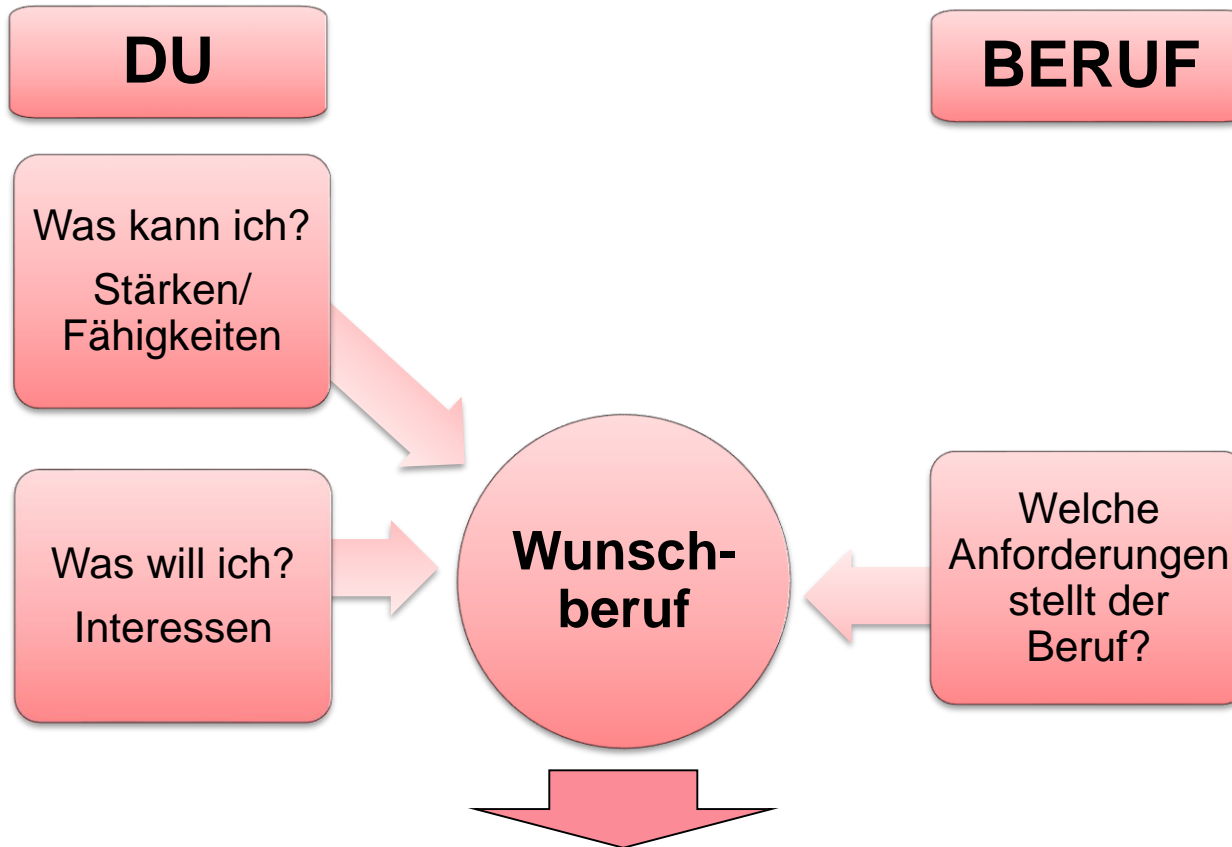 DU
BERUF
Was kann ich?
Stärken/
Fähigkeiten
Was will ich?
Interessen
Wunsch-
beruf
Welche
Anforderungen
stellt der
Beruf?